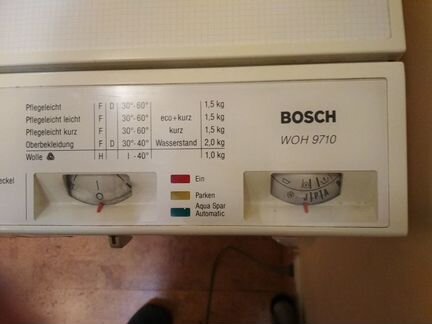 Pflegeleicht F D 30°-60° 1,5 kg
Pflegeleicht leicht F 30°-60° eco+kurz 1,5 kg
Pflegeleicht kurz F 30°-60° kurz 1,5 kg
Oberbekleidung F D 30°-40° Wasserstand 2,0 kg
Wolle H I -40° 1,0 kg
BOSCH
WOH 9710
eckel
Ein
Parken
Aqua Spar
Automatic